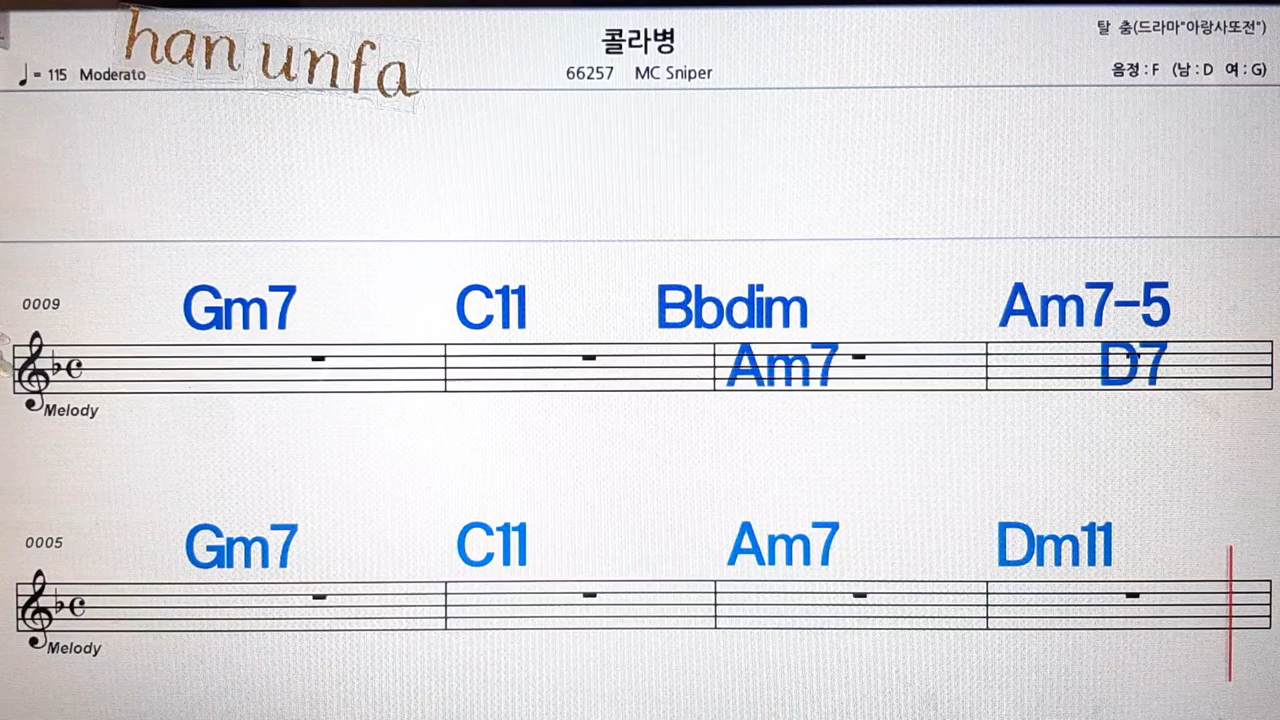 han unfa
콜라병
탈 춤(드라마"아랑사또전")
♩= 115 Moderato
66257 MC Sniper
음정 : F (남 : D 여 : G)
0009
Gm7 C11 Bbdim Am7-5
Am7 D7
Melody
0005
Gm7 C11 Am7 Dm11
Melody